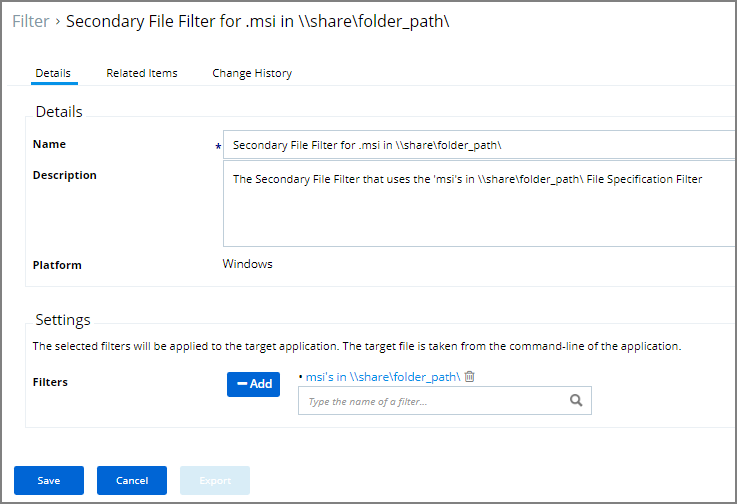 Filter › Secondary File Filter for .msi in \\share\folder_path\
Details Related Items Change History
Details
Name * Secondary File Filter for .msi in \\share\folder_path\
Description The Secondary File Filter that uses the 'msi's in \\share\folder_path\ File Specification Filter
Platform Windows
Settings
The selected filters will be applied to the target application. The target file is taken from the command-line of the application.
Filters Add • msi's in \\share\folder_path\
Type the name of a filter...
Save Cancel Export